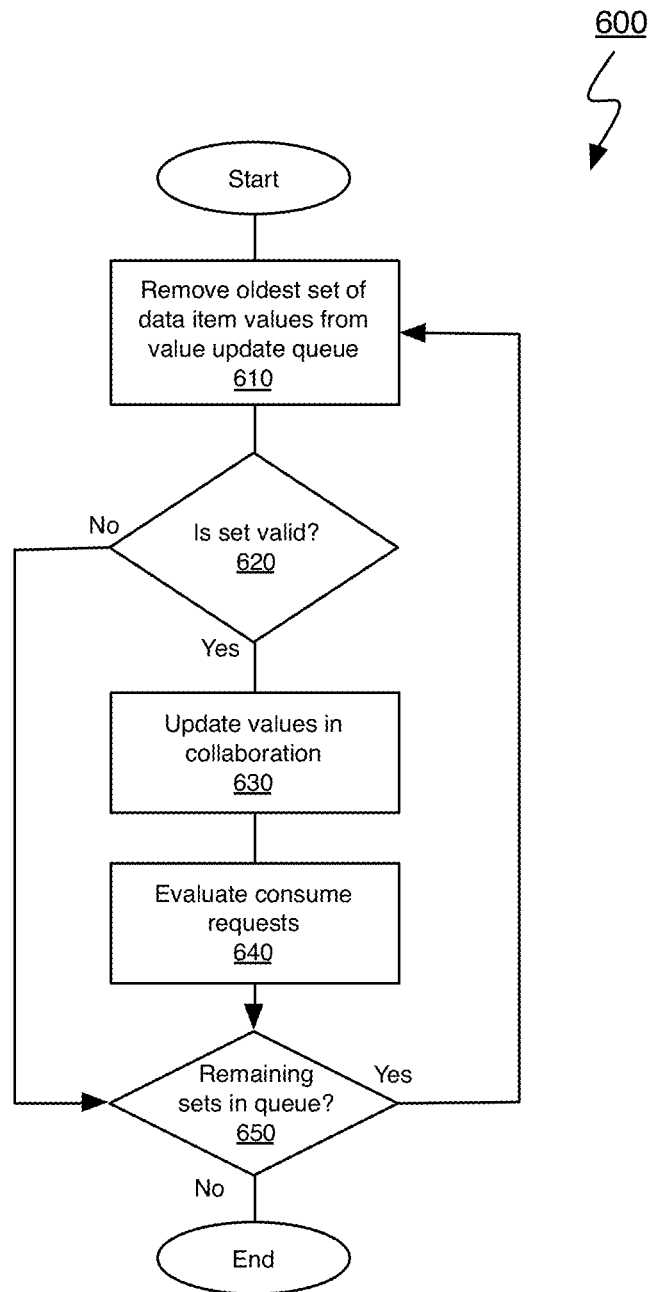 600
Start
Remove oldest set of
data item values from
value update queue
610
No
Is set valid?
620
Yes
Update values in
collaboration
630
Evaluate consume
requests
640
Remaining
sets in queue?
650
Yes
No
End